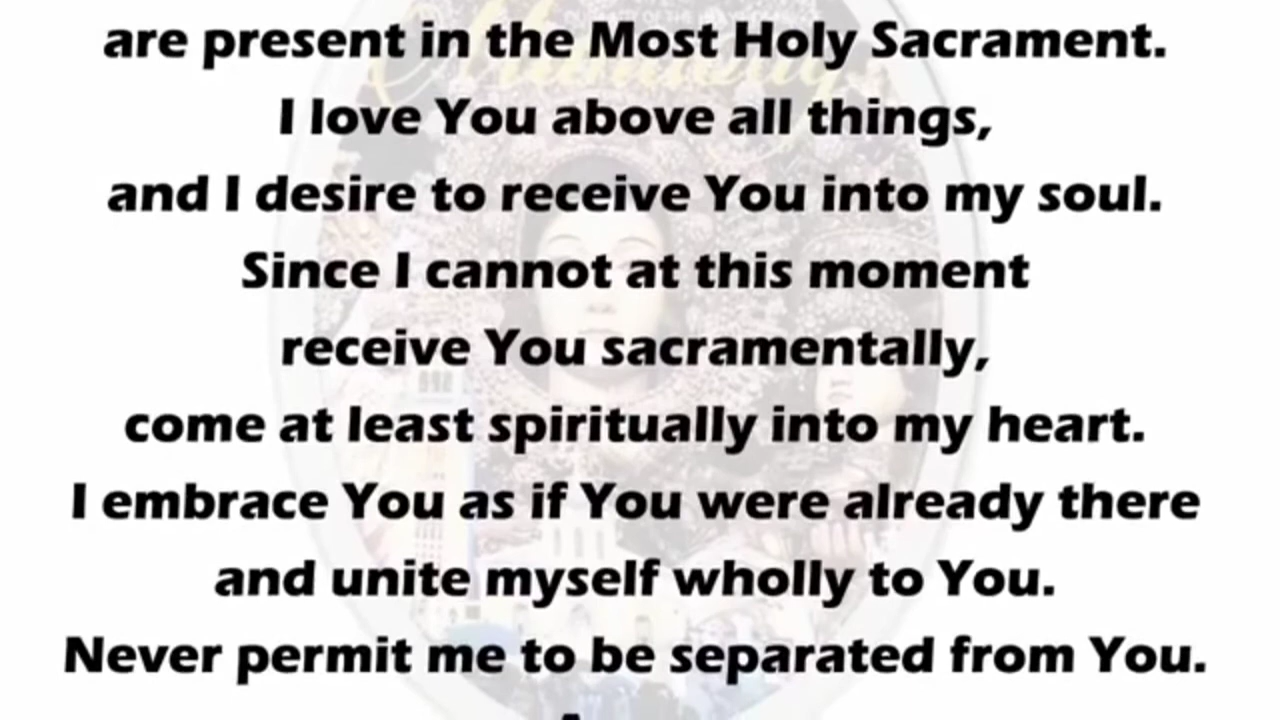 are present in the Most Holy Sacrament.
I love You above all things,
and I desire to receive You into my soul.
Since I cannot at this moment
receive You sacramentally,
come at least spiritually into my heart.
I embrace You as if You were already there
and unite myself wholly to You.
Never permit me to be separated from You.